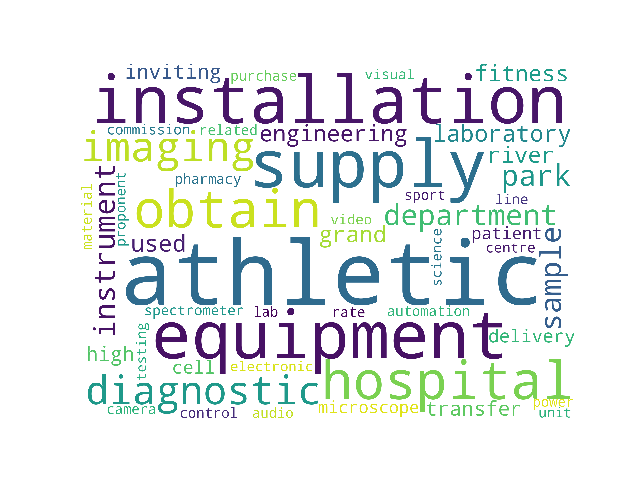 inviting purchase visual fitness
installation
commission related engineering laboratory
imaging supply river
pharmacy park
material proponent instrument obtain sport line
video department
used grand science patient
centre sample
athletic
spectrometer lab rate automation
equipment delivery
high testing cell electronic
diagnostic hospital
camera control audio microscope transfer power
unit